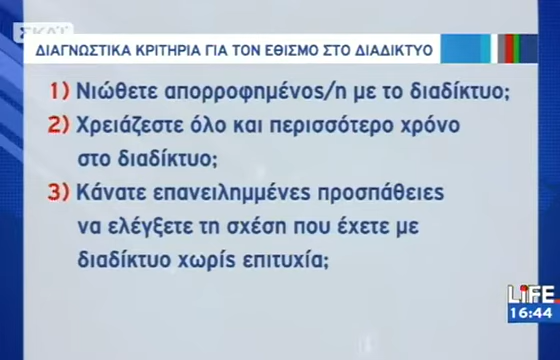 ΣΚΑΪ
ΔΙΑΓΝΩΣΤΙΚΑ ΚΡΙΤΗΡΙΑ ΓΙΑ ΤΟΝ ΕΘΙΣΜΟ ΣΤΟ ΔΙΑΔΙΚΤΥΟ
1) Νιώθετε απορροφημένος/η με το διαδίκτυο;
2) Χρειάζεστε όλο και περισσότερο χρόνο
στο διαδίκτυο;
3) Κάνατε επανειλημμένες προσπάθειες
να ελέγξετε τη σχέση που έχετε με
διαδίκτυο χωρίς επιτυχία;
LiFE
16:44